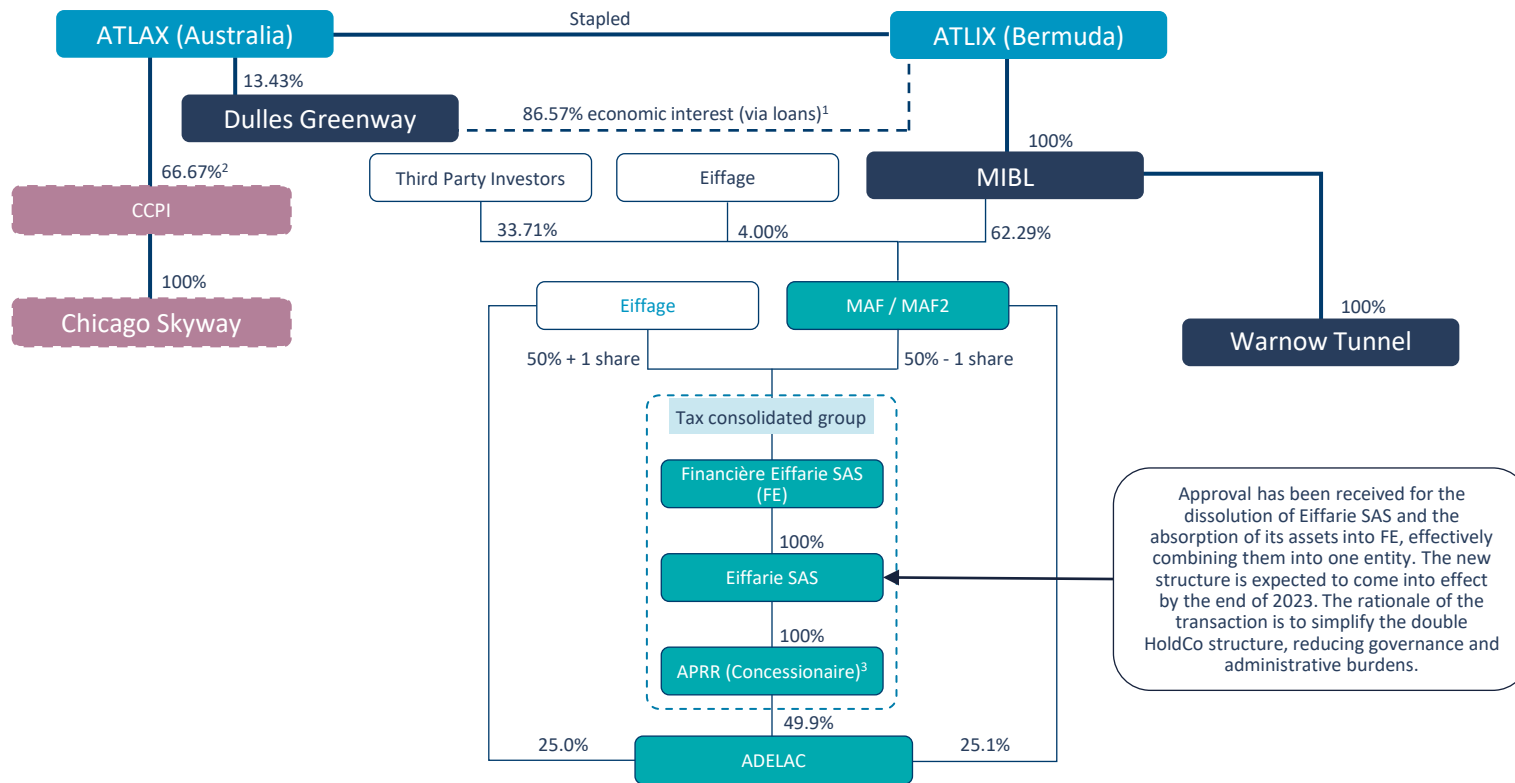 Stapled
ATLAX (Australia)
ATLIX (Bermuda)
13.43%
Dulles Greenway
86.57% economic interest (via loans)1
100%
66.67%2
Third Party Investors
Eiffage
MIBL
CCPI
33.71%
4.00%
62.29%
100%
Eiffage
MAF / MAF2
100%
Chicago Skyway
Warnow Tunnel
50% + 1 share
50% - 1 share
Tax consolidated group
Financière Eiffarie SAS
(FE)
100%
Eiffarie SAS
100%
APRR (Concessionaire)3
Approval has been received for the
dissolution of Eiffarie SAS and the
absorption of its assets into FE, effectively
combining them into one entity. The new
structure is expected to come into effect
by the end of 2023. The rationale of the
transaction is to simplify the double
HoldCo structure, reducing governance and
administrative burdens.
49.9%
25.0%
25.1%
ADELAC